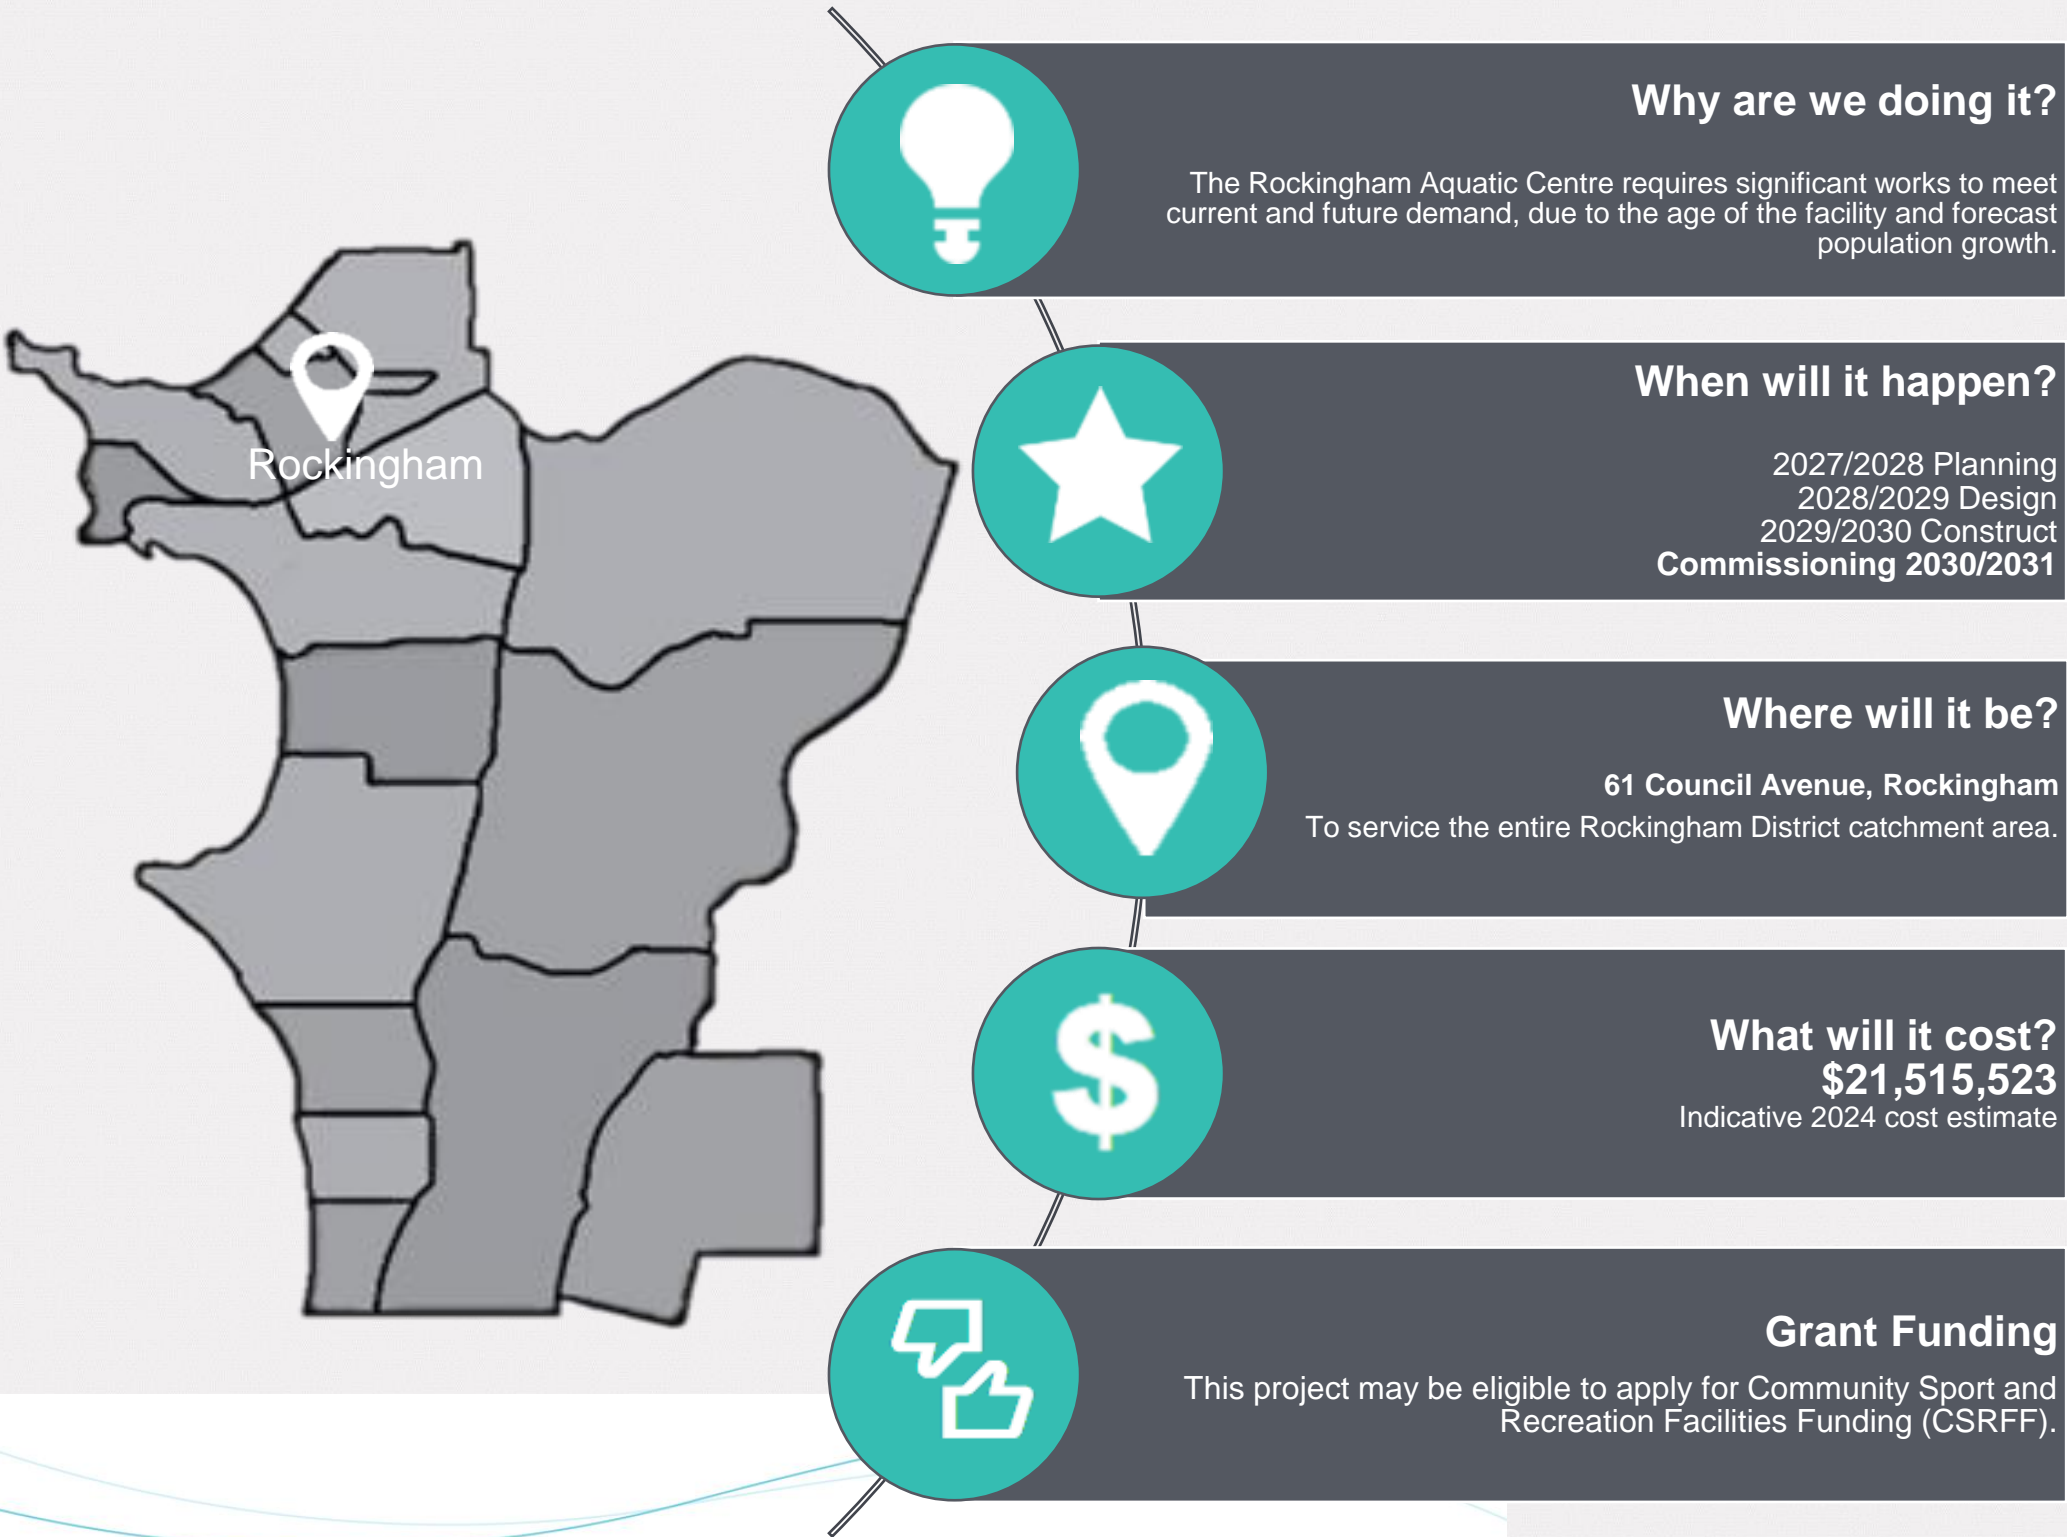 Why are we doing it?
The Rockingham Aquatic Centre requires significant works to meet
current and future demand, due to the age of the facility and forecast
population growth.
Rockingham
When will it happen?
2027/2028 Planning
2028/2029 Design
2029/2030 Construct
Commissioning 2030/2031
Where will it be?
61 Council Avenue, Rockingham
To service the entire Rockingham District catchment area.
$
What will it cost?
$21,515,523
Indicative 2024 cost estimate
Grant Funding
This project may be eligible to apply for Community Sport and
Recreation Facilities Funding (CSRFF).